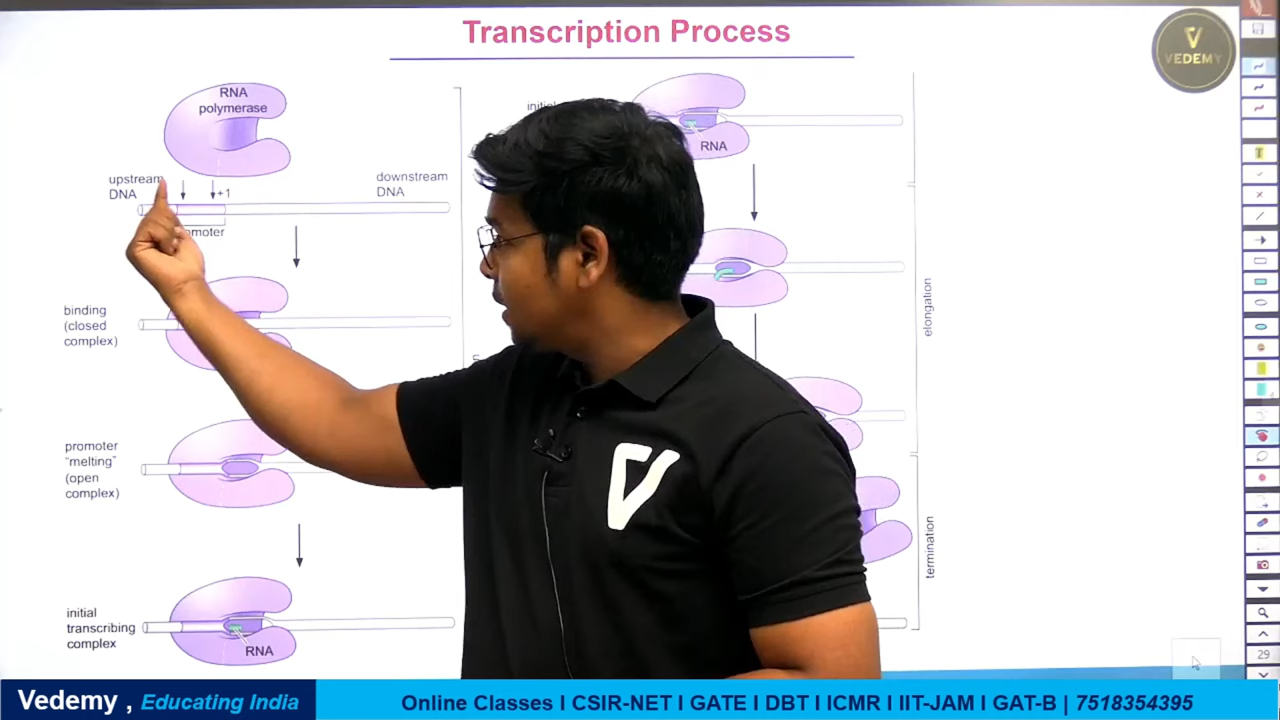 Transcription Process
VEDEMY
RNA
polymerase
upstream
DNA
+1
downstream
DNA
binding
(closed
complex)
promoter
"melting"
(open
complex)
initial
transcribing
complex
RNA
RNA
elongation
termination
29
Vedemy , Educating India
Online Classes I CSIR-NET I GATE I DBT I ICMR I IIT-JAM I GAT-B | 7518354395